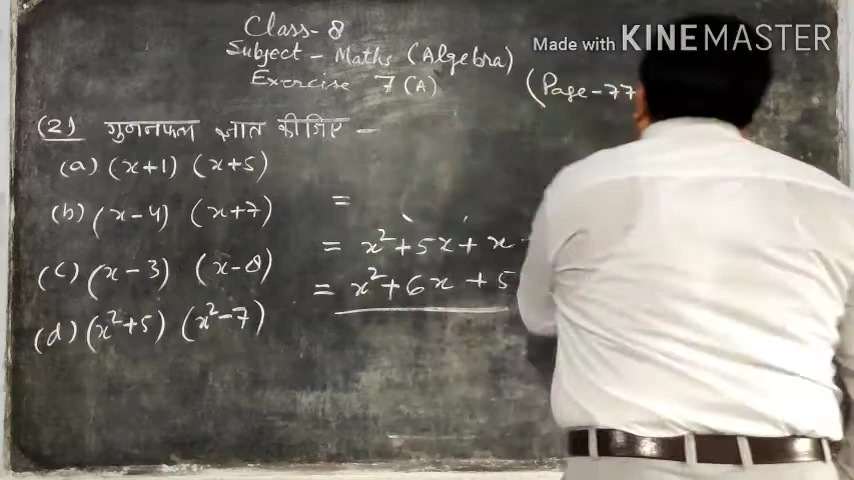 Class-8
Subject - Maths (Algebra)
Exercise 7(A)
(Page-77
Made with KINEMASTER
(2) गुणनफल ज्ञात कीजिए -
(a) (x+1) (x+5)
(b) (x-4) (x+7)
(c) (x-3) (x-8)
(d) (x²+5) (x²-7)
=
= x²+5x+x
= x²+6x+5